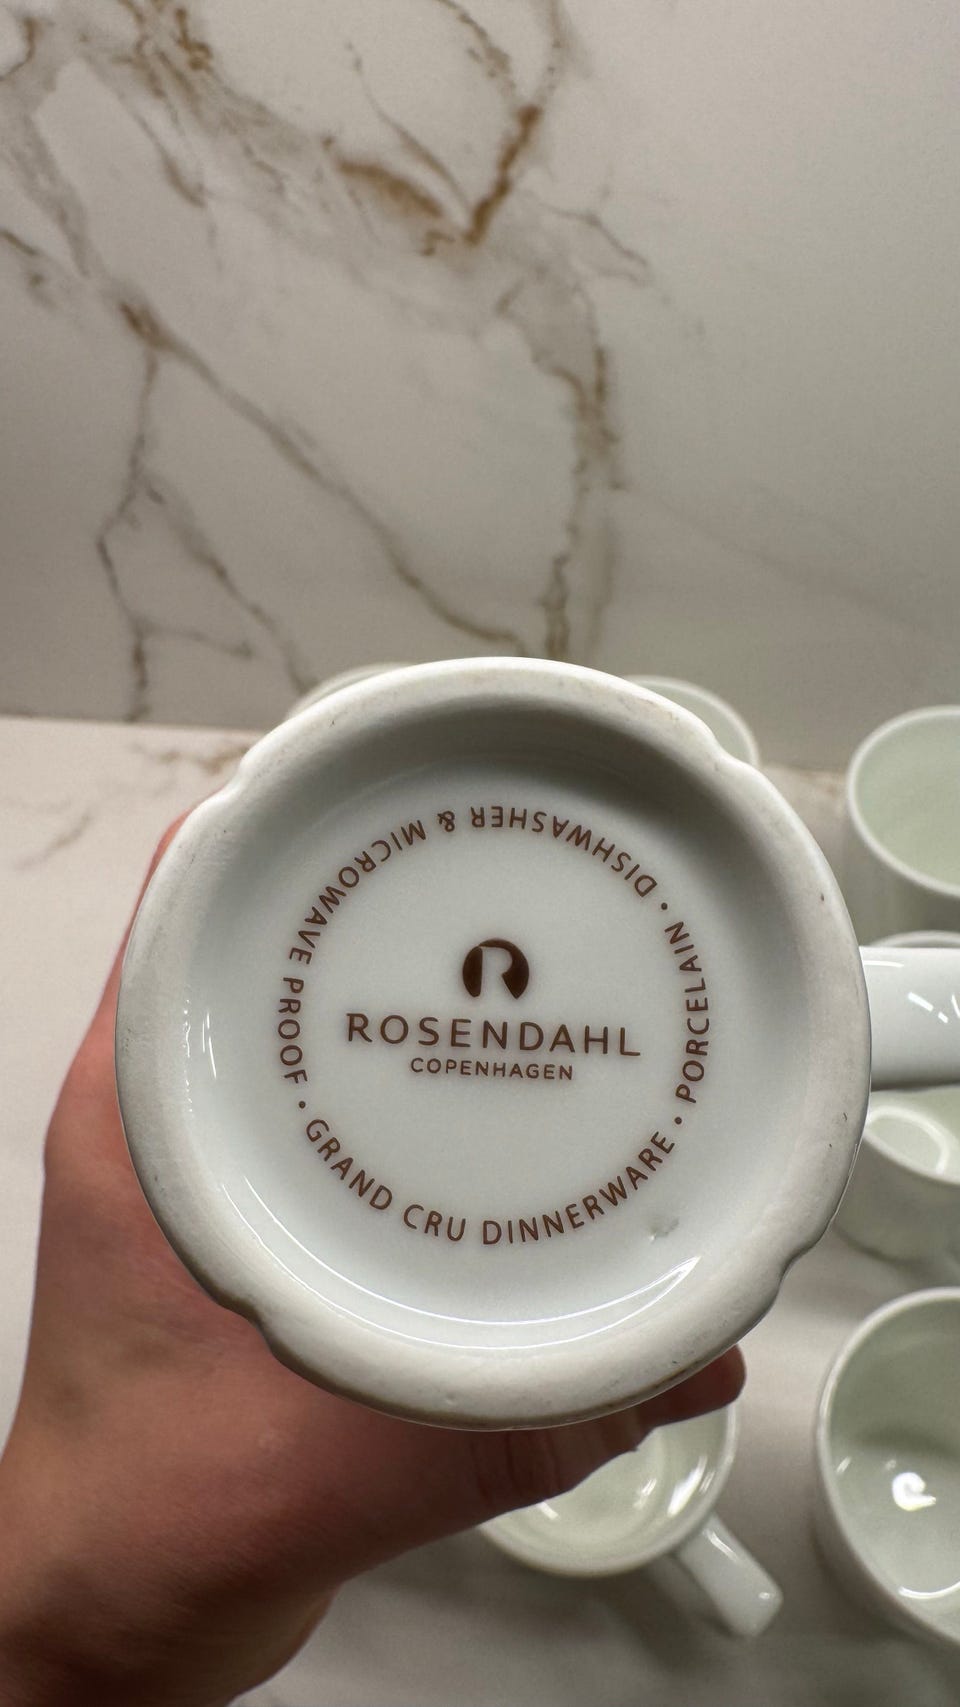 R
ROSENDAHL
COPENHAGEN
GRAND CRU DINNERWARE • PORCELAIN • DISHWASHER & MICROWAVE PROOF •